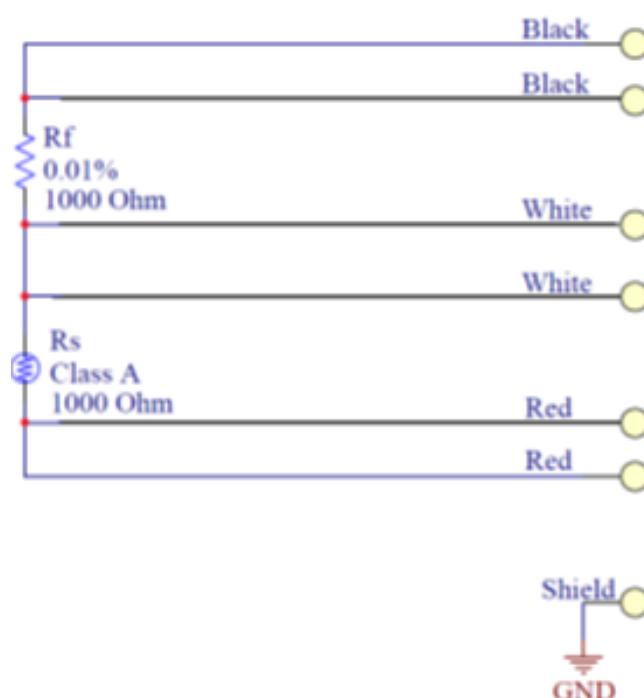 Black
Black
Rf
0.01%
1000 Ohm
White
White
Rs
Class A
1000 Ohm
Red
Red
Shield
GND